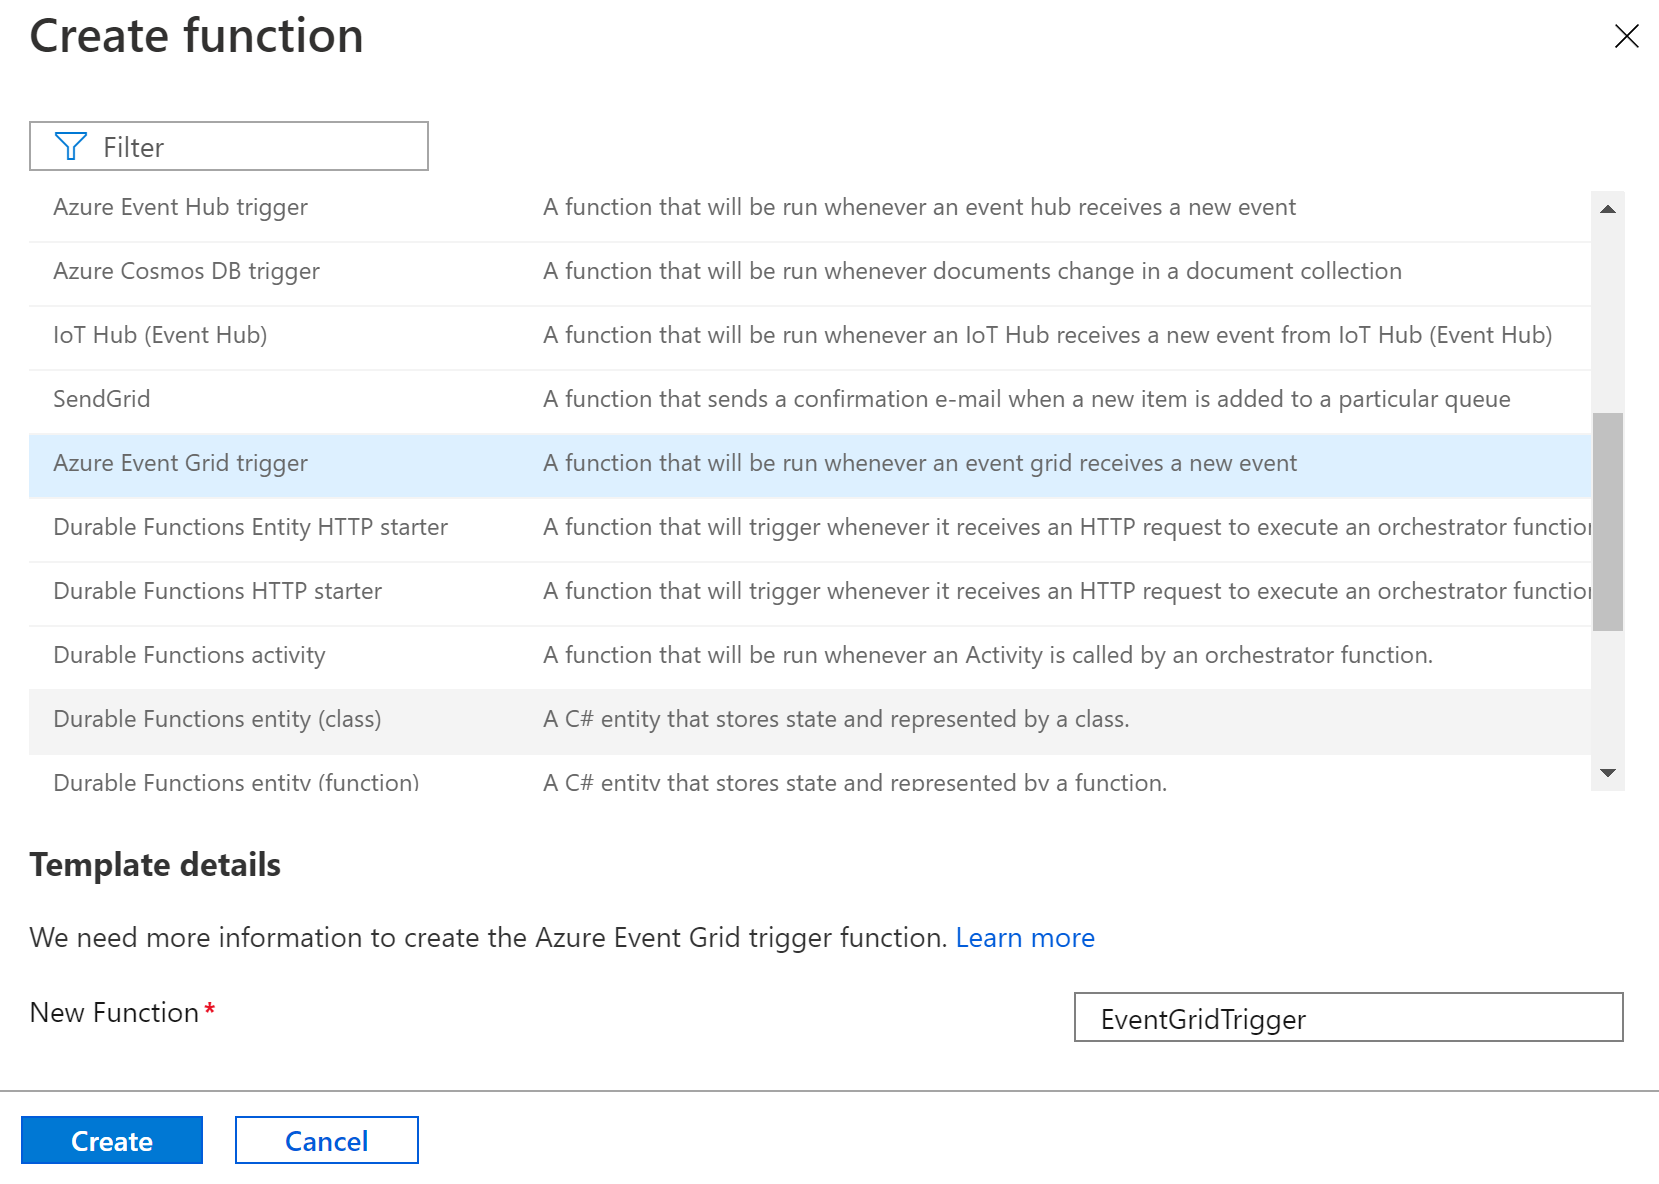 Create function
Filter
Azure Event Hub trigger A function that will be run whenever an event hub receives a new event
Azure Cosmos DB trigger A function that will be run whenever documents change in a document collection
IoT Hub (Event Hub) A function that will be run whenever an IoT Hub receives a new event from IoT Hub (Event Hub)
SendGrid A function that sends a confirmation e-mail when a new item is added to a particular queue
Azure Event Grid trigger A function that will be run whenever an event grid receives a new event
Durable Functions Entity HTTP starter A function that will trigger whenever it receives an HTTP request to execute an orchestrator function
Durable Functions HTTP starter A function that will trigger whenever it receives an HTTP request to execute an orchestrator function
Durable Functions activity A function that will be run whenever an Activity is called by an orchestrator function.
Durable Functions entity (class) A C# entity that stores state and represented by a class.
Durable Functions entity (function) A C# entity that stores state and represented by a function.
Template details
We need more information to create the Azure Event Grid trigger function. Learn more
New Function* EventGridTrigger
Create Cancel